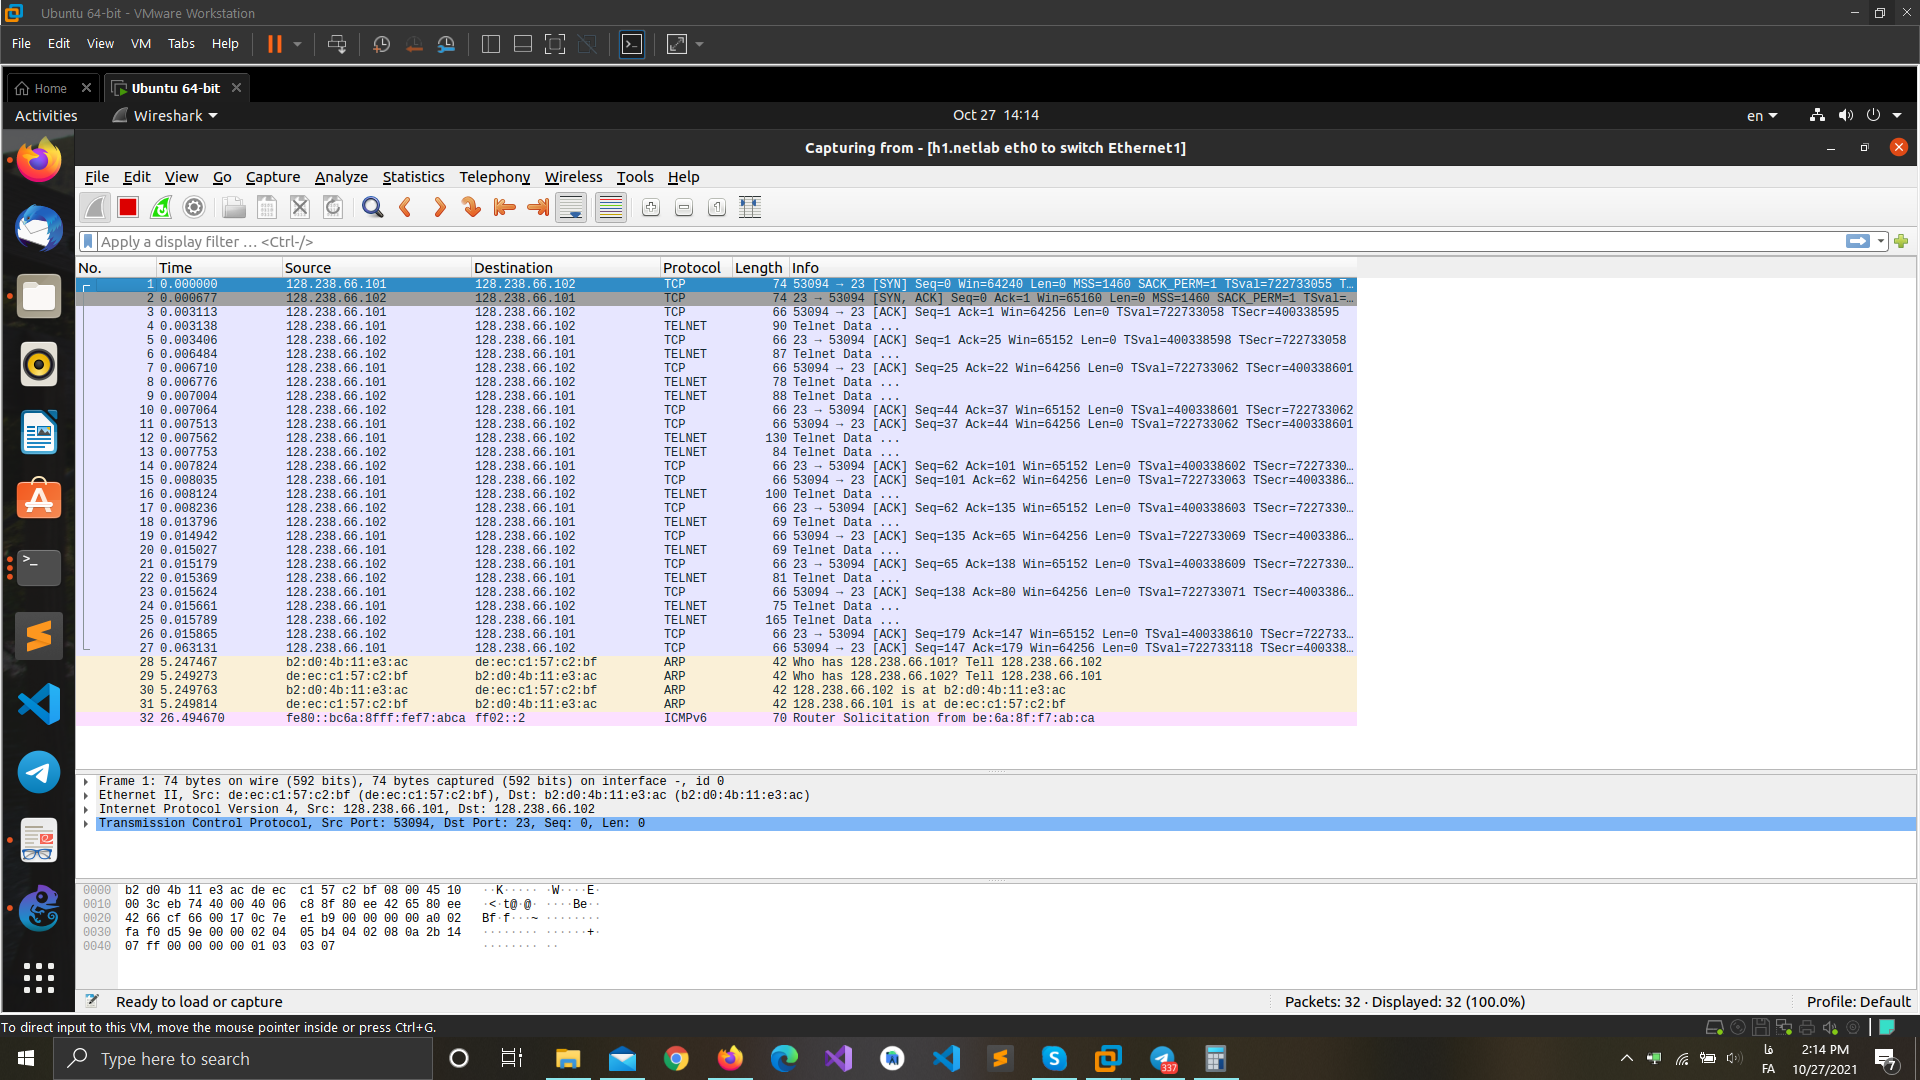 Ubuntu 64-bit - VMware Workstation
File Edit View VM Tabs Help
Home
Ubuntu 64-bit
Activities
Wireshark
Oct 27 14:14
en
Capturing from - [h1.netlab eth0 to switch Ethernet1]
File Edit View Go Capture Analyze Statistics Telephony Wireless Tools Help
Apply a display filter … <Ctrl-/>
No. Time Source Destination Protocol Length Info
1 0.000000 128.238.66.101 128.238.66.102 TCP 74 53094 → 23 [SYN] Seq=0 Win=64240 Len=0 MSS=1460 SACK_PERM=1 TSval=722733055 T…
2 0.000677 128.238.66.102 128.238.66.101 TCP 74 23 → 53094 [SYN, ACK] Seq=0 Ack=1 Win=65160 Len=0 MSS=1460 SACK_PERM=1 TSval=…
3 0.003113 128.238.66.101 128.238.66.102 TCP 66 53094 → 23 [ACK] Seq=1 Ack=1 Win=64256 Len=0 TSval=722733058 TSecr=400338595
4 0.003138 128.238.66.101 128.238.66.102 TELNET 90 Telnet Data ...
5 0.003406 128.238.66.102 128.238.66.101 TCP 66 23 → 53094 [ACK] Seq=1 Ack=25 Win=65152 Len=0 TSval=400338598 TSecr=722733058
6 0.006484 128.238.66.102 128.238.66.101 TELNET 87 Telnet Data ...
7 0.006710 128.238.66.101 128.238.66.102 TCP 66 53094 → 23 [ACK] Seq=25 Ack=22 Win=64256 Len=0 TSval=722733062 TSecr=400338601
8 0.006776 128.238.66.101 128.238.66.102 TELNET 78 Telnet Data ...
9 0.007004 128.238.66.102 128.238.66.101 TELNET 88 Telnet Data ...
10 0.007064 128.238.66.102 128.238.66.101 TCP 66 23 → 53094 [ACK] Seq=44 Ack=37 Win=65152 Len=0 TSval=400338601 TSecr=722733062
11 0.007513 128.238.66.101 128.238.66.102 TCP 66 53094 → 23 [ACK] Seq=37 Ack=44 Win=64256 Len=0 TSval=722733062 TSecr=400338601
12 0.007562 128.238.66.101 128.238.66.102 TELNET 130 Telnet Data ...
13 0.007753 128.238.66.102 128.238.66.101 TELNET 84 Telnet Data ...
14 0.007824 128.238.66.102 128.238.66.101 TCP 66 23 → 53094 [ACK] Seq=62 Ack=101 Win=65152 Len=0 TSval=400338602 TSecr=7227330…
15 0.008035 128.238.66.101 128.238.66.102 TCP 66 53094 → 23 [ACK] Seq=101 Ack=62 Win=64256 Len=0 TSval=722733063 TSecr=4003386…
16 0.008124 128.238.66.101 128.238.66.102 TELNET 100 Telnet Data ...
17 0.008236 128.238.66.102 128.238.66.101 TCP 66 23 → 53094 [ACK] Seq=62 Ack=135 Win=65152 Len=0 TSval=400338603 TSecr=7227330…
18 0.013796 128.238.66.102 128.238.66.101 TELNET 69 Telnet Data ...
19 0.014942 128.238.66.101 128.238.66.102 TCP 66 53094 → 23 [ACK] Seq=135 Ack=65 Win=64256 Len=0 TSval=722733069 TSecr=4003386…
20 0.015027 128.238.66.101 128.238.66.102 TELNET 69 Telnet Data ...
21 0.015179 128.238.66.102 128.238.66.101 TCP 66 23 → 53094 [ACK] Seq=65 Ack=138 Win=65152 Len=0 TSval=400338609 TSecr=7227330…
22 0.015369 128.238.66.102 128.238.66.101 TELNET 81 Telnet Data ...
23 0.015624 128.238.66.101 128.238.66.102 TCP 66 53094 → 23 [ACK] Seq=138 Ack=80 Win=64256 Len=0 TSval=722733071 TSecr=4003386…
24 0.015661 128.238.66.101 128.238.66.102 TELNET 75 Telnet Data ...
25 0.015789 128.238.66.102 128.238.66.101 TELNET 165 Telnet Data ...
26 0.015865 128.238.66.102 128.238.66.101 TCP 66 23 → 53094 [ACK] Seq=179 Ack=147 Win=65152 Len=0 TSval=400338610 TSecr=722733…
27 0.063131 128.238.66.101 128.238.66.102 TCP 66 53094 → 23 [ACK] Seq=147 Ack=179 Win=64256 Len=0 TSval=722733118 TSecr=400338…
28 5.247467 b2:d0:4b:11:e3:ac de:ec:c1:57:c2:bf ARP 42 Who has 128.238.66.101? Tell 128.238.66.102
29 5.249273 de:ec:c1:57:c2:bf b2:d0:4b:11:e3:ac ARP 42 Who has 128.238.66.102? Tell 128.238.66.101
30 5.249763 b2:d0:4b:11:e3:ac de:ec:c1:57:c2:bf ARP 42 128.238.66.102 is at b2:d0:4b:11:e3:ac
31 5.249814 de:ec:c1:57:c2:bf b2:d0:4b:11:e3:ac ARP 42 128.238.66.101 is at de:ec:c1:57:c2:bf
32 26.494670 fe80::bc6a:8fff:fef7:abca ff02::2 ICMPv6 70 Router Solicitation from be:6a:8f:f7:ab:ca
Frame 1: 74 bytes on wire (592 bits), 74 bytes captured (592 bits) on interface -, id 0
Ethernet II, Src: de:ec:c1:57:c2:bf (de:ec:c1:57:c2:bf), Dst: b2:d0:4b:11:e3:ac (b2:d0:4b:11:e3:ac)
Internet Protocol Version 4, Src: 128.238.66.101, Dst: 128.238.66.102
Transmission Control Protocol, Src Port: 53094, Dst Port: 23, Seq: 0, Len: 0
0000 b2 d0 4b 11 e3 ac de ec c1 57 c2 bf 08 00 45 10 ··K····· ·W····E·
0010 00 3c eb 74 40 00 40 06 c8 8f 80 ee 42 65 80 ee ·<·t@·@· ····Be··
0020 42 66 cf 66 00 17 0c 7e e1 b9 00 00 00 00 a0 02 Bf·f···~ ········
0030 fa f0 d5 9e 00 00 02 04 05 b4 04 02 08 0a 2b 14 ········ ······+·
0040 07 ff 00 00 00 00 01 03 03 07 ········ ··
Ready to load or capture
Packets: 32 · Displayed: 32 (100.0%)
Profile: Default
To direct input to this VM, move the mouse pointer inside or press Ctrl+G.
Type here to search
337
فا
FA
2:14 PM
10/27/2021
7